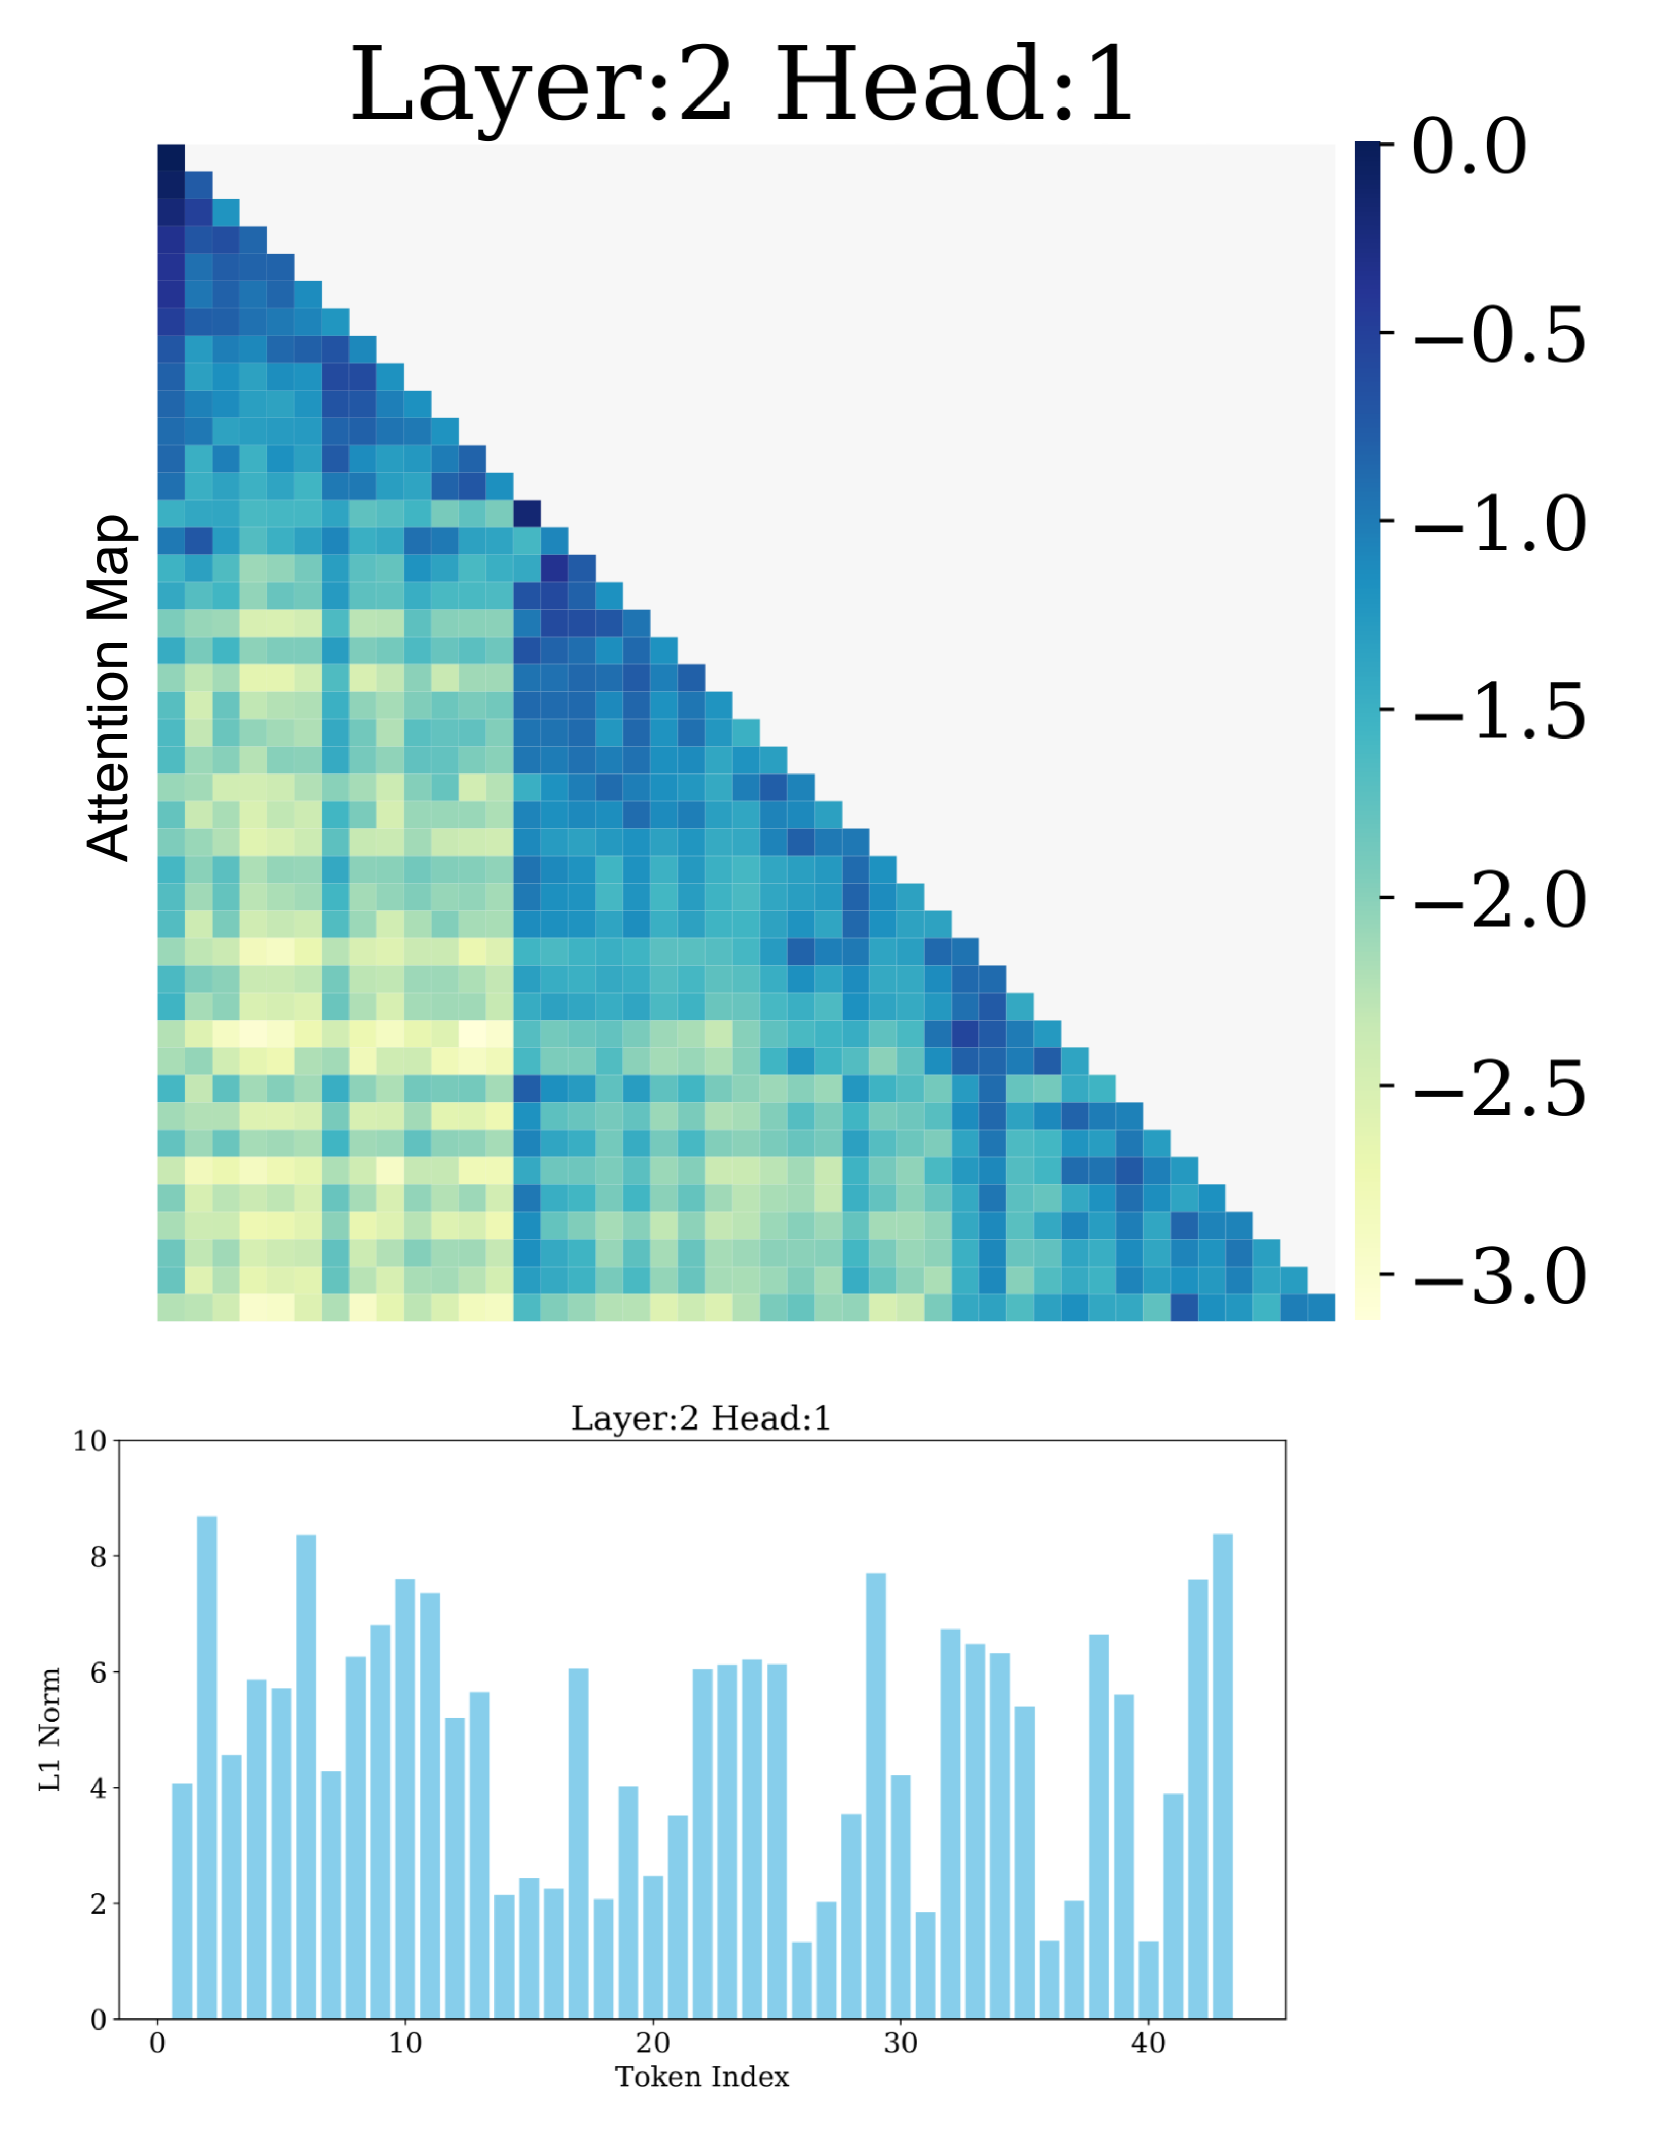 Layer:2 Head:1
Attention Map
0.0
−0.5
−1.0
−1.5
−2.0
−2.5
−3.0
Layer:2 Head:1
L1 Norm
10
8
6
4
2
0
0 10 20 30 40
Token Index